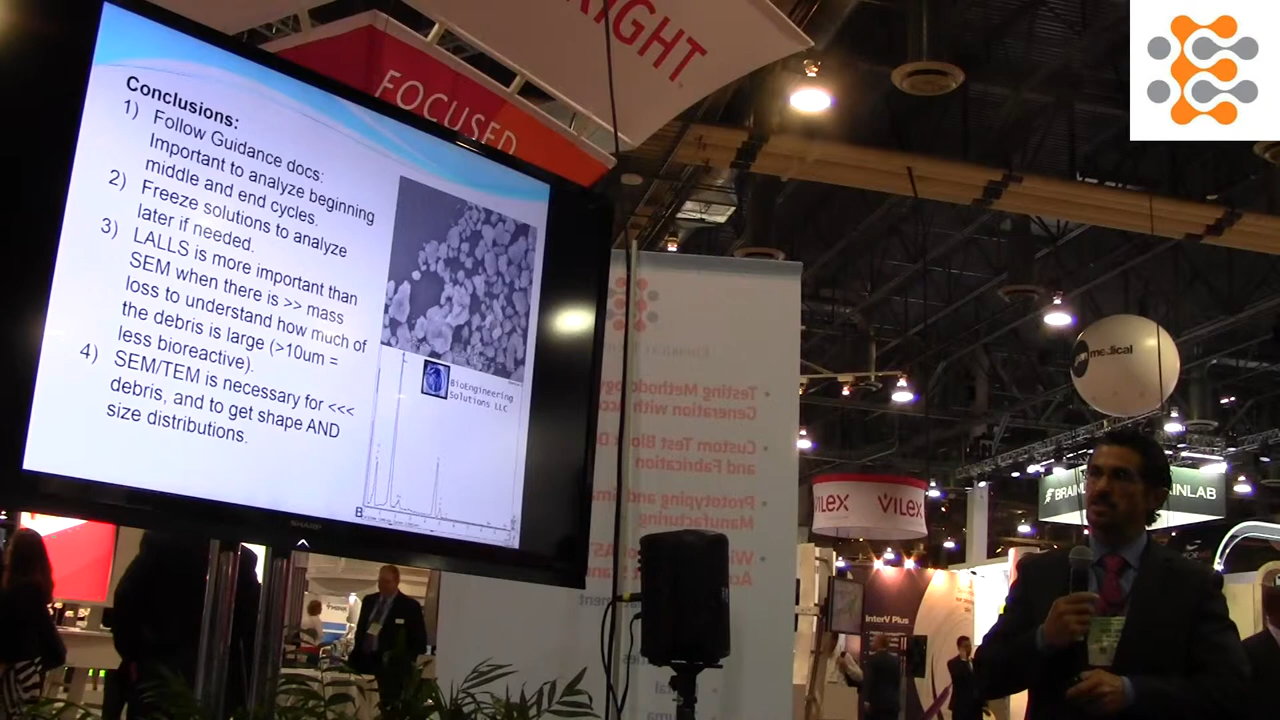 RIGHT
FOCUSED
Conclusions:
1) Follow Guidance docs:
Important to analyze beginning
middle and end cycles.
2) Freeze solutions to analyze
later if needed.
3) LALLS is more important than
SEM when there is >> mass
loss to understand how much of
the debris is large (>10um =
less bioreactive).
4) SEM/TEM is necessary for <<<
debris, and to get shape AND
size distributions.
BioEngineering
Solutions LLC
B
SHARP
• Testing Methodology
Generation with
• Custom Test Block
and Fabrication
• Prototyping and
Manufacturing
medical
VILEX VILEX
BRAINLAB
InterV Plus